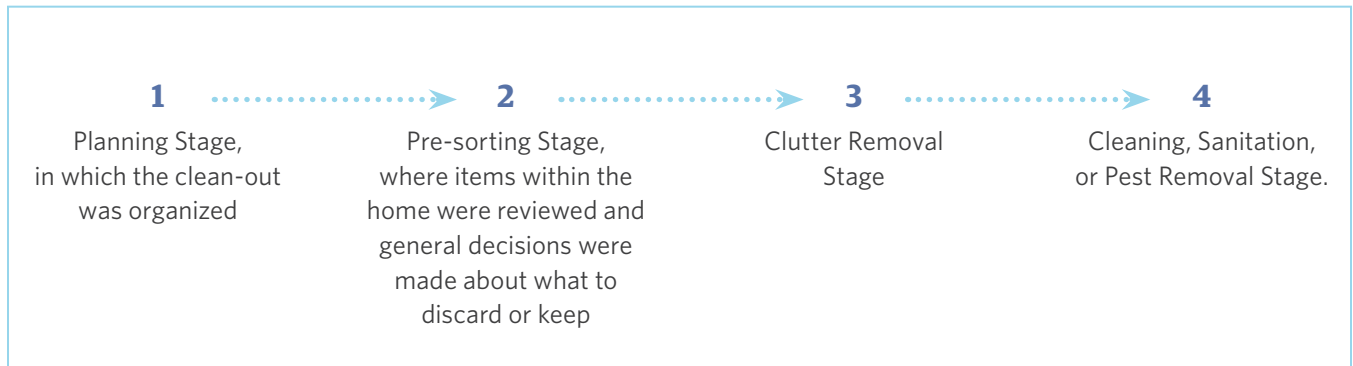 1
Planning Stage,
in which the clean-out
was organized
2
Pre-sorting Stage,
where items within the
home were reviewed and
general decisions were
made about what to
discard or keep
3
Clutter Removal
Stage
4
Cleaning, Sanitation,
or Pest Removal Stage.